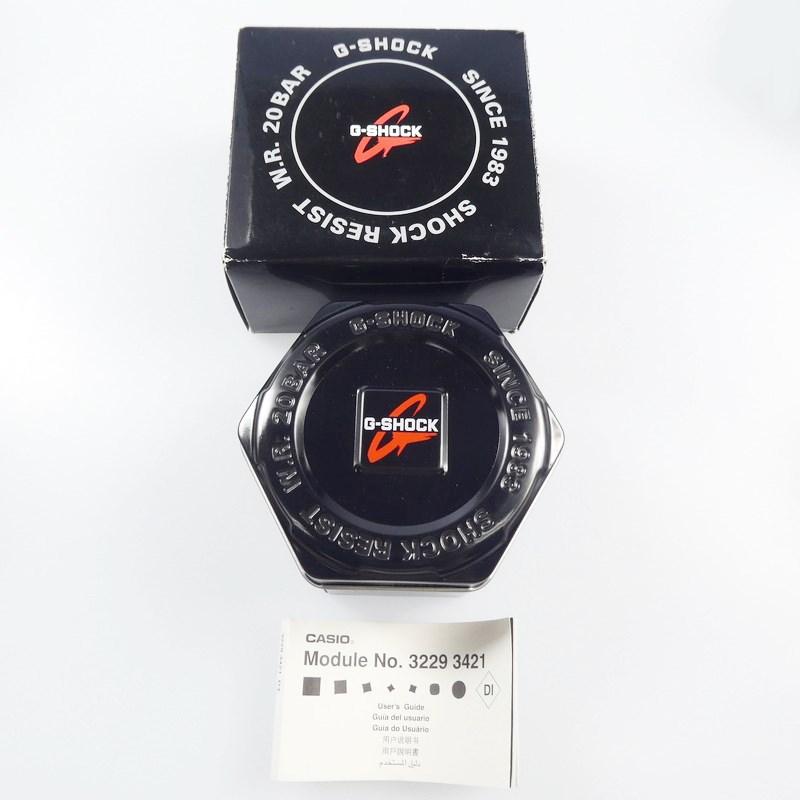 G-SHOCK
SINCE 1983
SHOCK RESIST
W.R. 20BAR
G-SHOCK
G-SHOCK
SINCE 1983
SHOCK RESIST
W.R. 20BAR
G-SHOCK
CASIO
Module No. 3229 3421
DI
User's Guide
Guía del usuario
Guia do Usuário
用户说明书
用戶說明書
دليل المستخدم